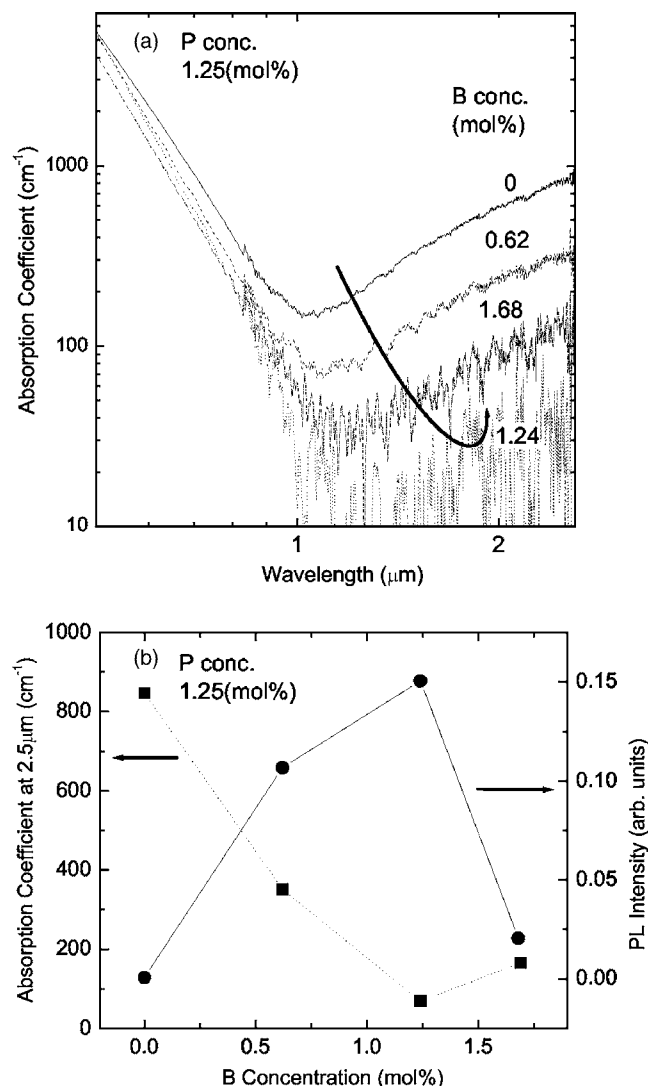 (a) P conc.
1.25(mol%)
B conc.
(mol%)
0
0.62
1.68
1.24
1000
100
10
Absorption Coefficient (cm⁻¹)
1 2
Wavelength (μm)
(b) P conc.
1.25(mol%)
1000
800
600
400
200
0
Absorption Coefficient at 2.5μm (cm⁻¹)
0.15
0.10
0.05
0.00
PL Intensity (arb. units)
0.0 0.5 1.0 1.5
B Concentration (mol%)